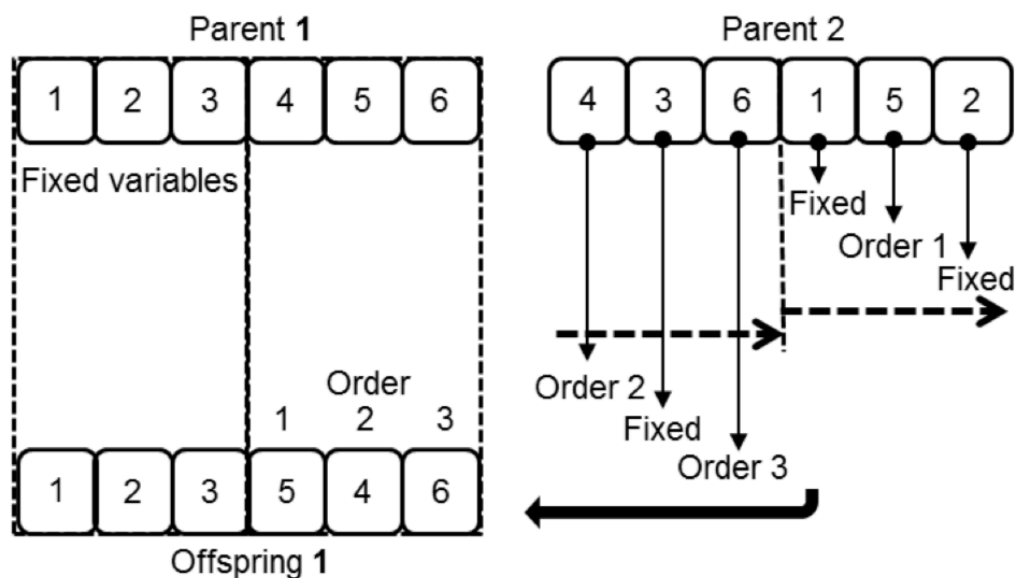 Parent 1
1 2 3 4 5 6
Fixed variables
Order
1 2 3
1 2 3 5 4 6
Offspring 1
Parent 2
4 3 6 1 5 2
Fixed
Order 1
Fixed
Order 2
Fixed
Order 3